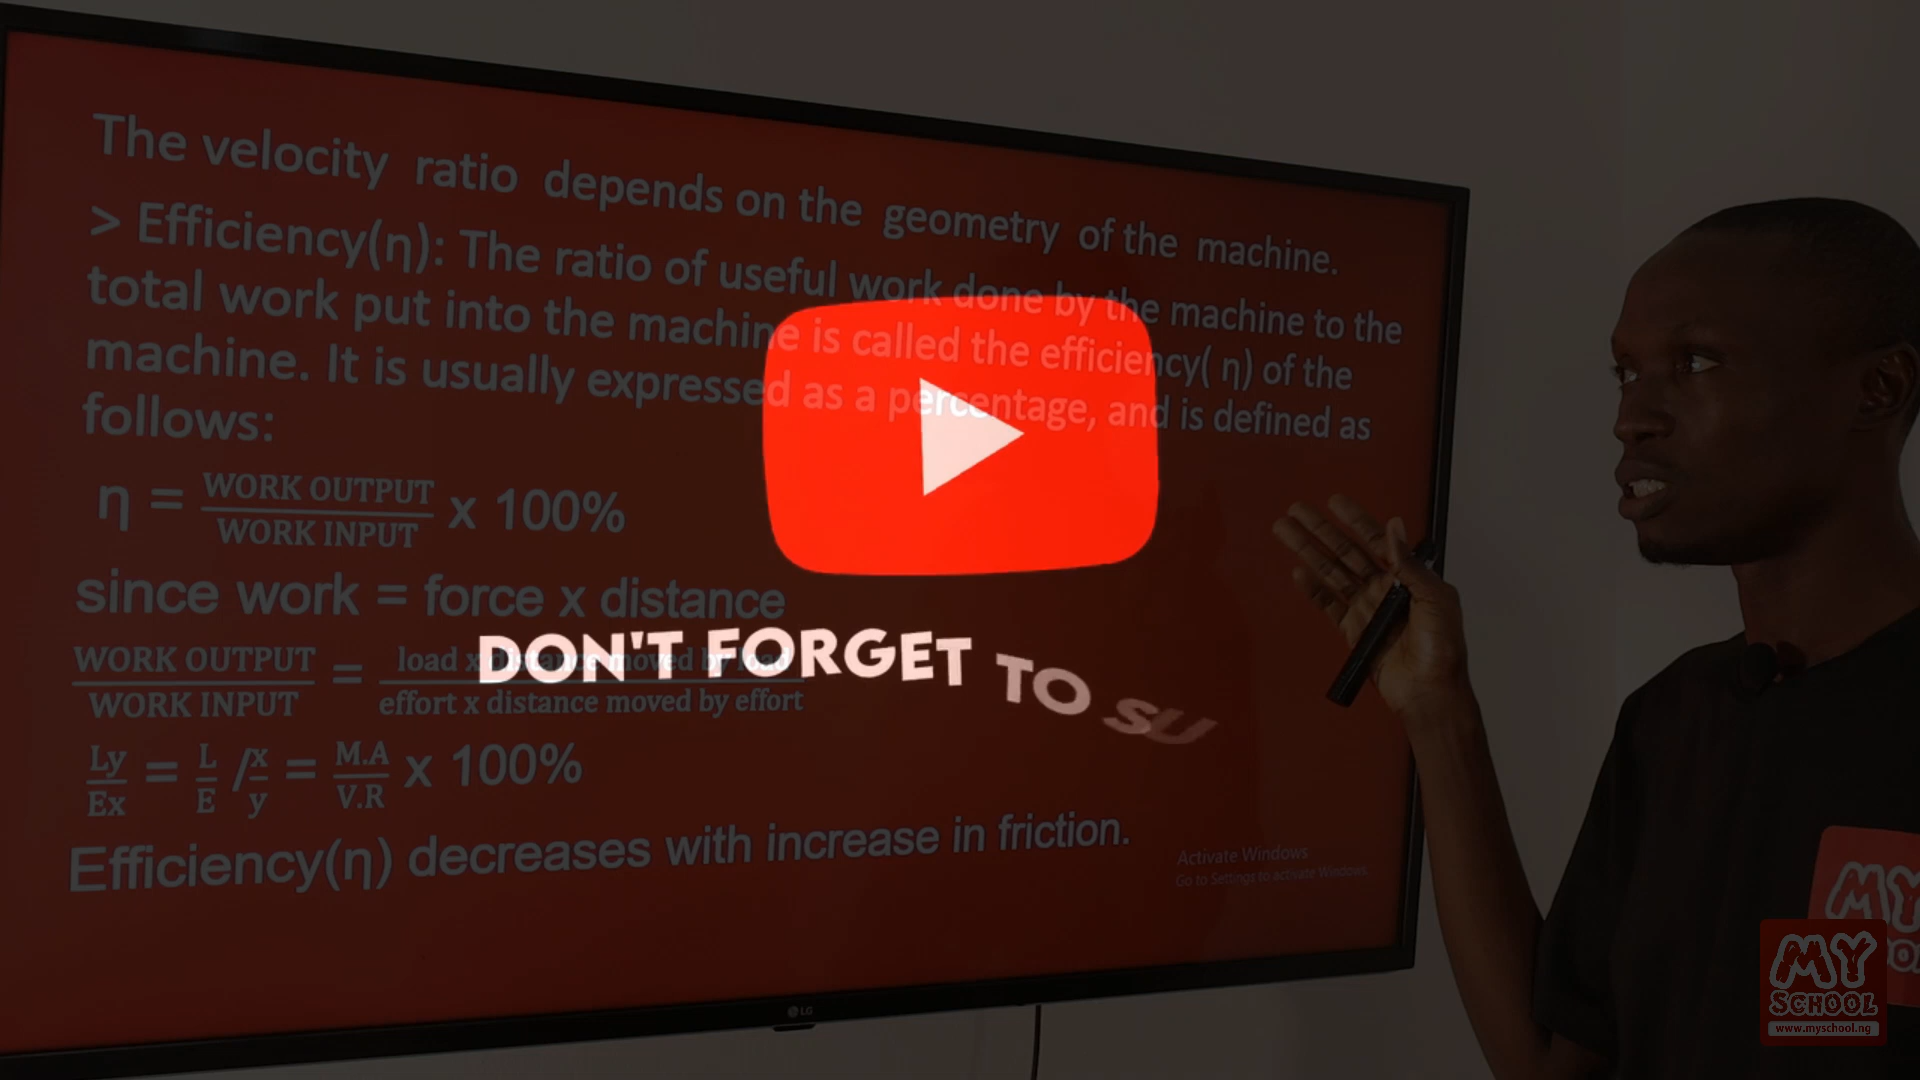 The velocity ratio depends on the geometry of the machine.
> Efficiency(η): The ratio of useful work done by the machine to the
total work put into the machine is called the efficiency( η) of the
machine. It is usually expressed as a percentage, and is defined as
follows:
η = WORK OUTPUT / WORK INPUT x 100%
since work = force x distance
WORK OUTPUT / WORK INPUT = load x distance moved by load / effort x distance moved by effort
Ly/Ex = L/E / x/y = M.A/V.R x 100%
Efficiency(η) decreases with increase in friction.
DON'T FORGET TO SU
Activate Windows
Go to Settings to activate Windows.
LG
MY
MY
SCHOOL
www.myschool.ng